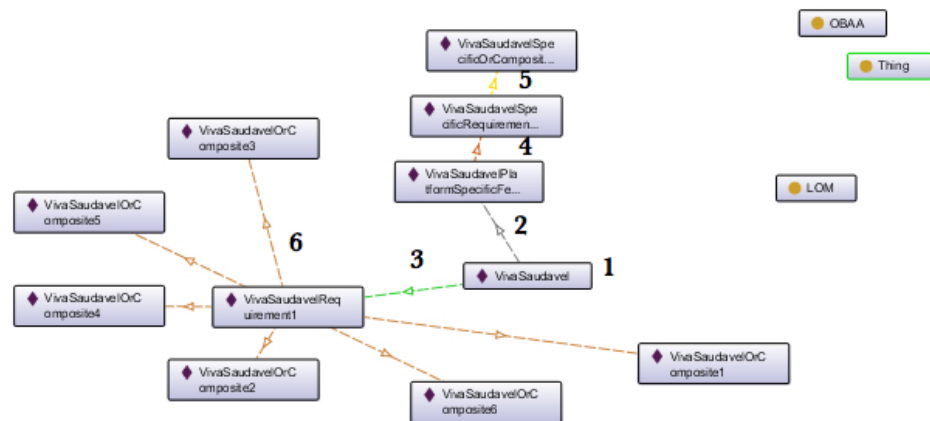 OBAA
VivaSaudavelSpe
cificOrComposit...
Thing
5
VivaSaudavelSpe
cificRequiremen...
4
VivaSaudavelOrC
omposite3
VivaSaudavelPla
tformSpecificFe...
LOM
VivaSaudavelOrC
omposite5
2
6
3
1
VivaSaudavel
VivaSaudavelOrC
omposite4
VivaSaudavelReq
uirement1
VivaSaudavelOrC
omposite1
VivaSaudavelOrC
omposite2
VivaSaudavelOrC
omposite6